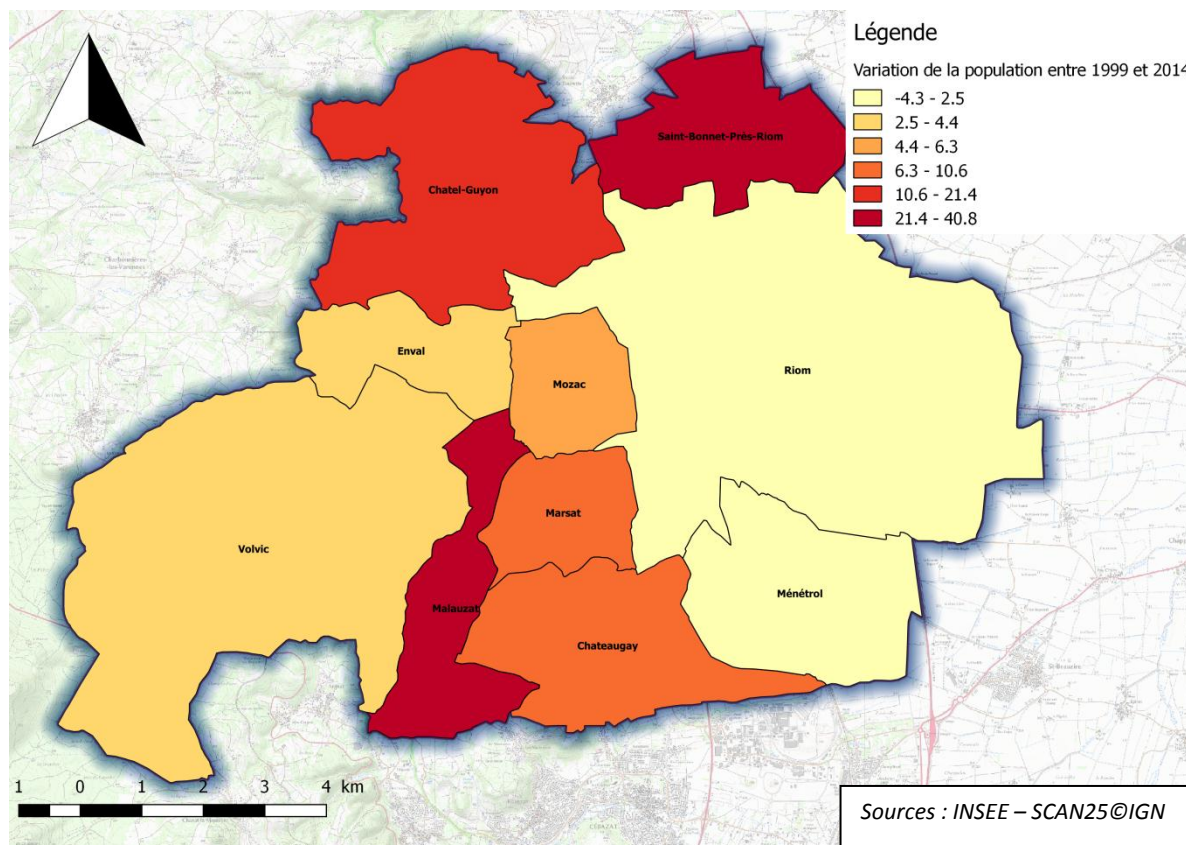 Légende
Variation de la population entre 1999 et 2014
-4.3 - 2.5
2.5 - 4.4
4.4 - 6.3
6.3 - 10.6
10.6 - 21.4
21.4 - 40.8
Saint-Bonnet-Près-Riom
Chatel-Guyon
Enval
Mozac
Riom
Marsat
Volvic
Malauzat
Ménétrol
Chateaugay
St-Beauzire
CEBAZAT
1 0 1 2 3 4 km
Sources : INSEE – SCAN25©IGN